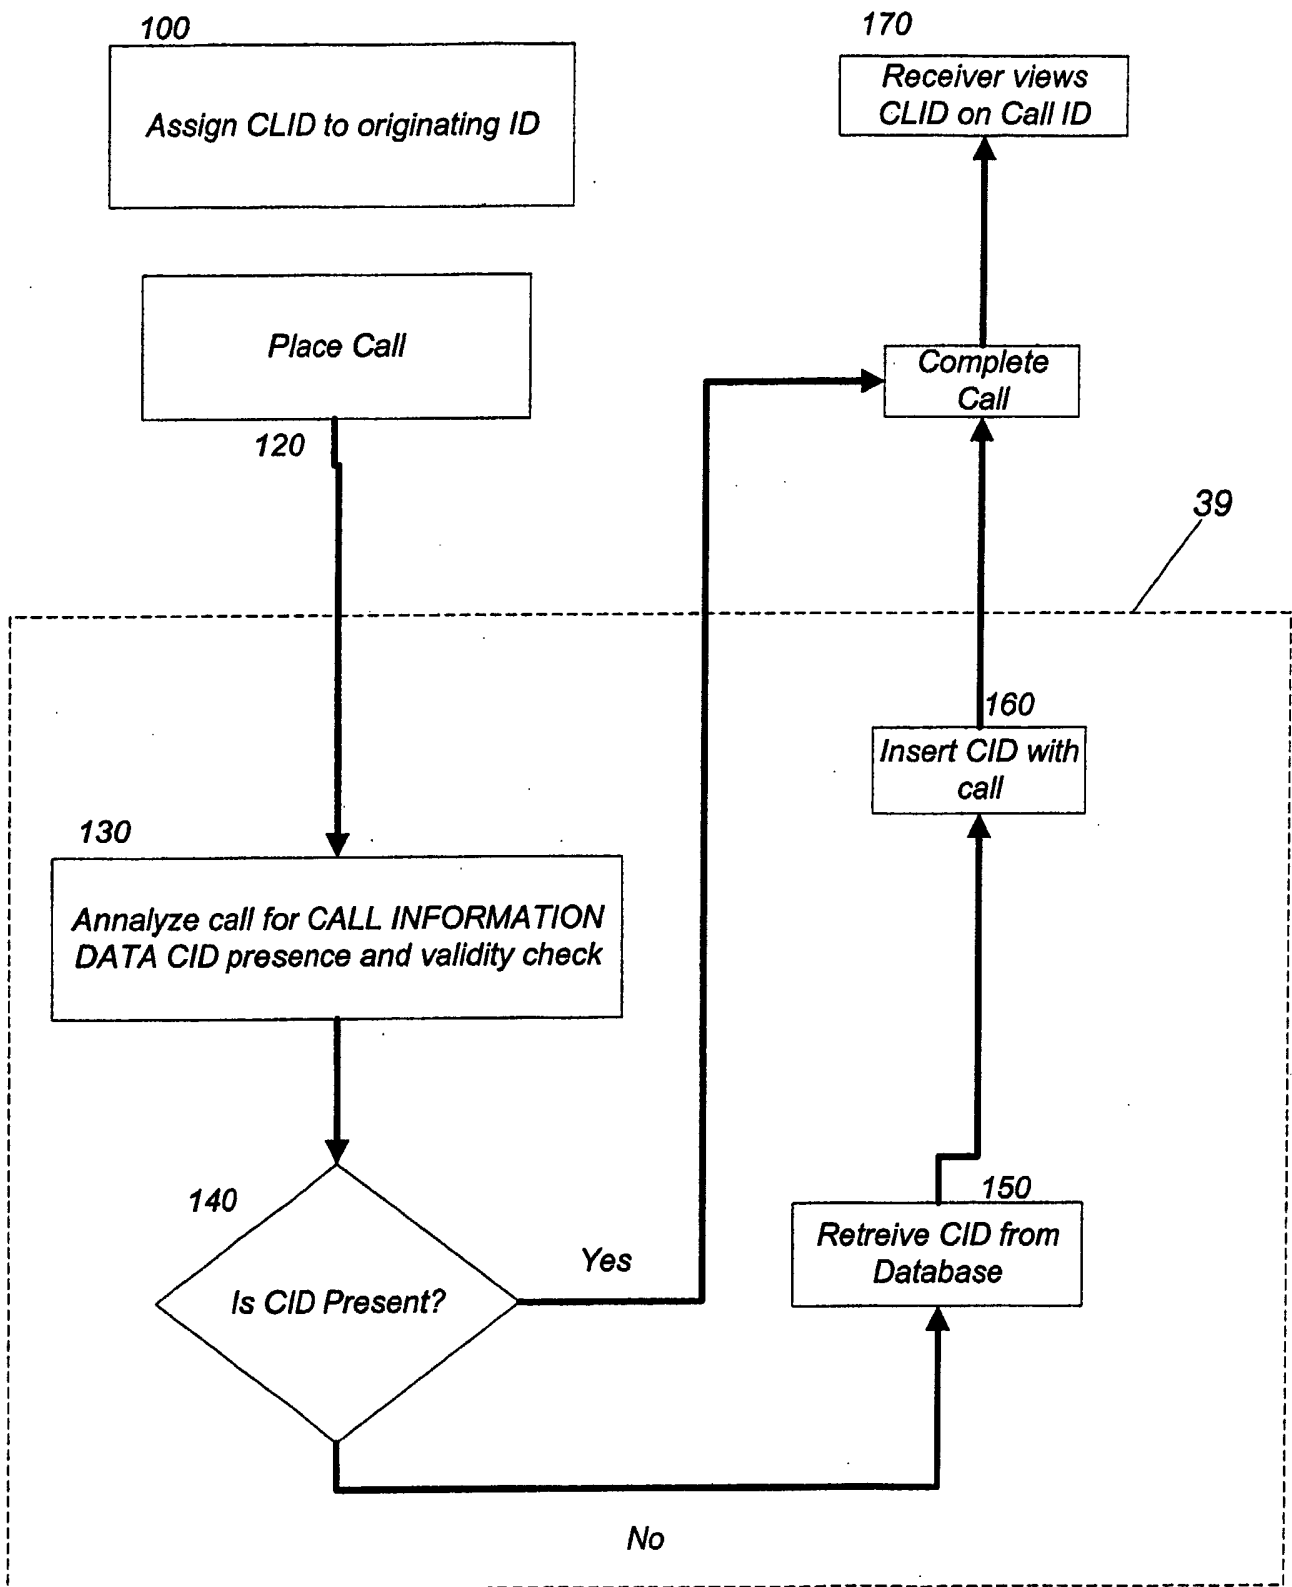 100
Assign CLID to originating ID
170
Receiver views
CLID on Call ID
Place Call
120
Complete
Call
39
160
Insert CID with
call
130
Annalyze call for CALL INFORMATION
DATA CID presence and validity check
140
Is CID Present?
Yes
150
Retreive CID from
Database
No